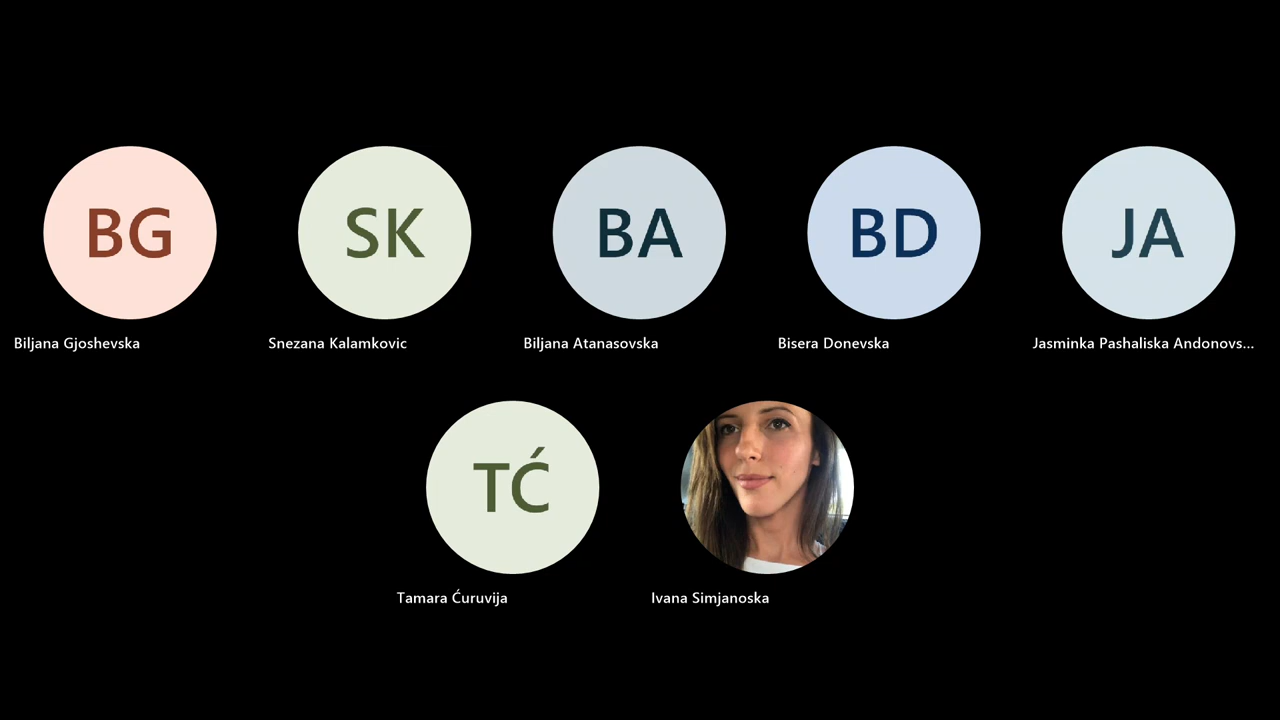 BG
SK
BA
BD
JA
Biljana Gjoshevska
Snezana Kalamkovic
Biljana Atanasovska
Bisera Donevska
Jasminka Pashaliska Andonovs...
TĆ
Tamara Ćuruvija
Ivana Simjanoska